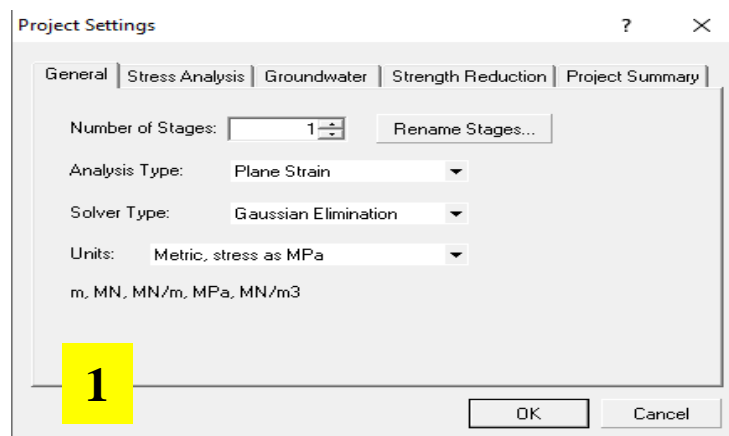 Project Settings ? ×
General Stress Analysis Groundwater Strength Reduction Project Summary
Number of Stages: 1 Rename Stages...
Analysis Type: Plane Strain
Solver Type: Gaussian Elimination
Units: Metric, stress as MPa
m, MN, MN/m, MPa, MN/m3
1
OK Cancel